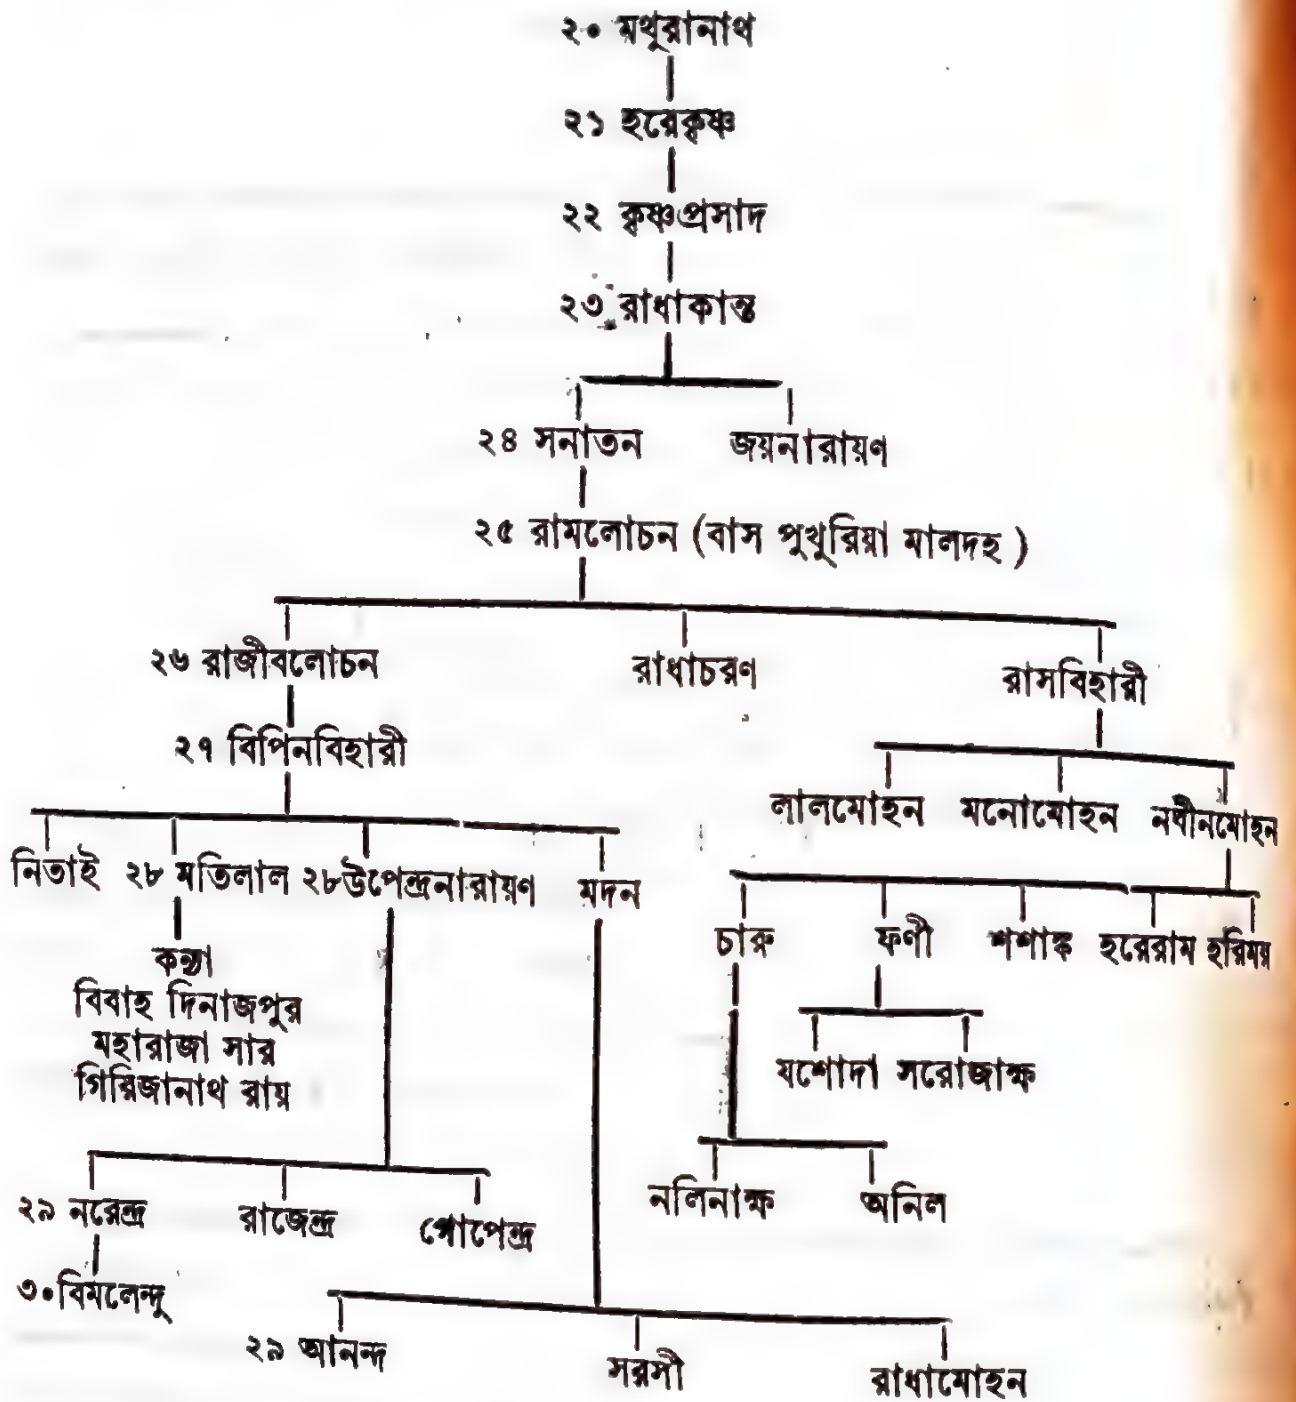 ২০ মথুরানাথ
২১ হরেকৃষ্ণ
২২ কৃষ্ণপ্রসাদ
২৩ রাধাকান্ত
২৪ সনাতন জয়নারায়ণ
২৫ রামলোচন (বাস পুখুরিয়া মালদহ)
২৬ রাজীবলোচন রাধাচরণ রাসবিহারী
২৭ বিপিনবিহারী
লালমোহন মনোমোহন নবীনমোহন
নিতাই ২৮ মতিলাল ২৮উপেন্দ্রনারায়ণ মদন
চারু ফণী শশাঙ্ক হরেরাম হরিময়
কন্যা
বিবাহ দিনাজপুর
মহারাজা সার
গিরিজানাথ রায়
যশোদা সরোজাক্ষ
২৯ নরেন্দ্র রাজেন্দ্র গোপেন্দ্র
নলিনাক্ষ অনিল
৩০বিমলেন্দু
২৯ আনন্দ সরসী রাধামোহন